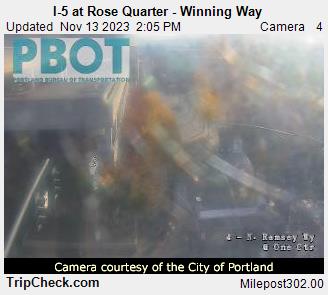 I-5 at Rose Quarter - Winning Way
Updated Nov 13 2023 2:05 PM Camera 4
PBOT
PORTLAND BUREAU OF TRANSPORTATION
4 - N. Ramsey Wy
@ One Ctr
Camera courtesy of the City of Portland
TripCheck.com Milepost302.00